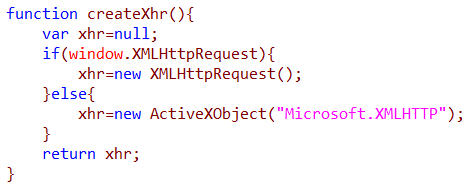 function createXhr(){
    var xhr=null;
    if(window.XMLHttpRequest){
        xhr=new XMLHttpRequest();
    }else{
        xhr=new ActiveXObject("Microsoft.XMLHTTP");
    }
    return xhr;
}